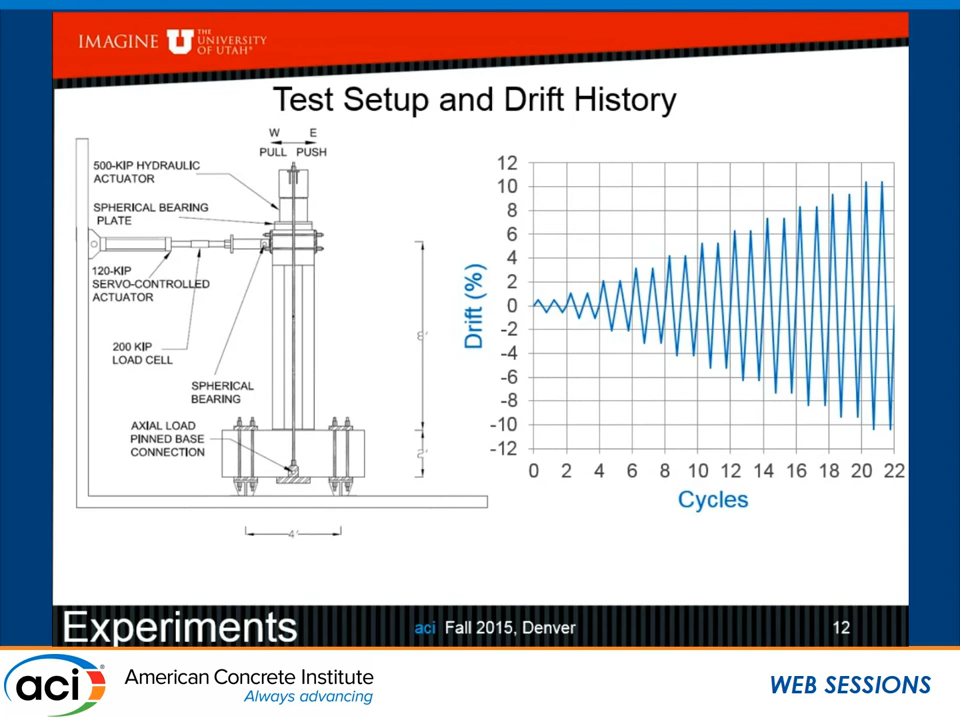 IMAGINE U THE UNIVERSITY OF UTAH®
Test Setup and Drift History
W E
PULL PUSH
500-KIP HYDRAULIC
ACTUATOR
SPHERICAL BEARING
PLATE
120-KIP
SERVO-CONTROLLED
ACTUATOR
200 KIP
LOAD CELL
SPHERICAL
BEARING
AXIAL LOAD
PINNED BASE
CONNECTION
8'
2'
4'
Drift (%)
12
10
8
6
4
2
0
-2
-4
-6
-8
-10
-12
0 2 4 6 8 10 12 14 16 18 20 22
Cycles
Experiments
aci Fall 2015, Denver
12
aci® American Concrete Institute
Always advancing
WEB SESSIONS